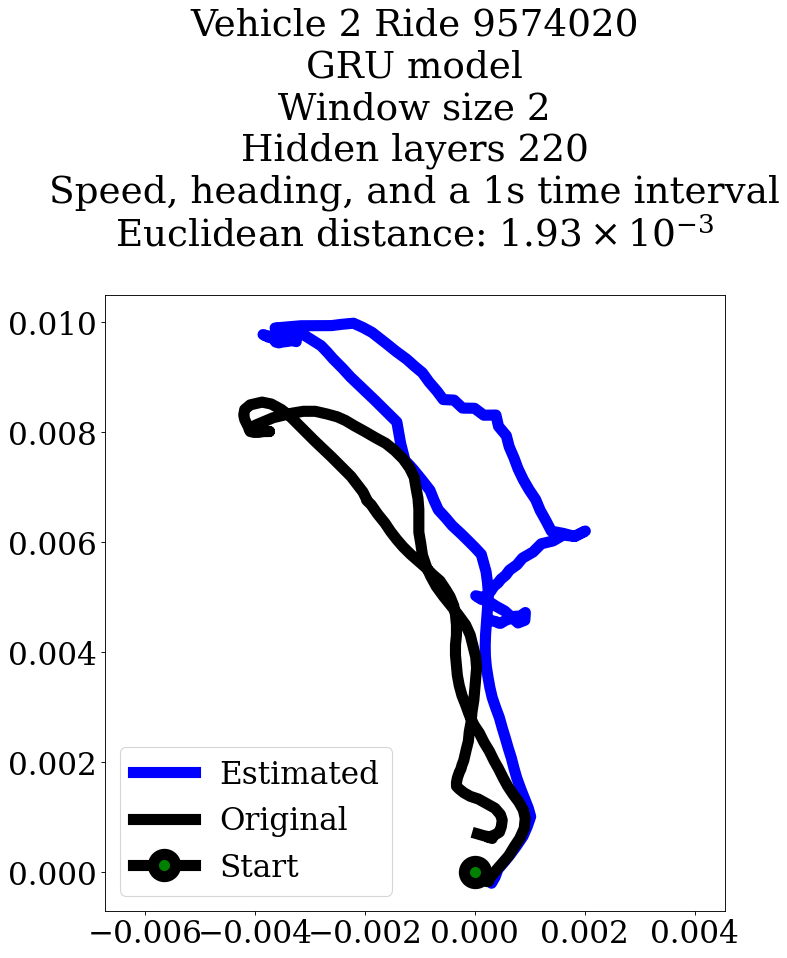 Vehicle 2 Ride 9574020
GRU model
Window size 2
Hidden layers 220
Speed, heading, and a 1s time interval
Euclidean distance: 1.93 × 10⁻³
0.010
0.008
0.006
0.004
0.002
0.000
Estimated
Original
Start
−0.006 −0.004 −0.002 0.000 0.002 0.004